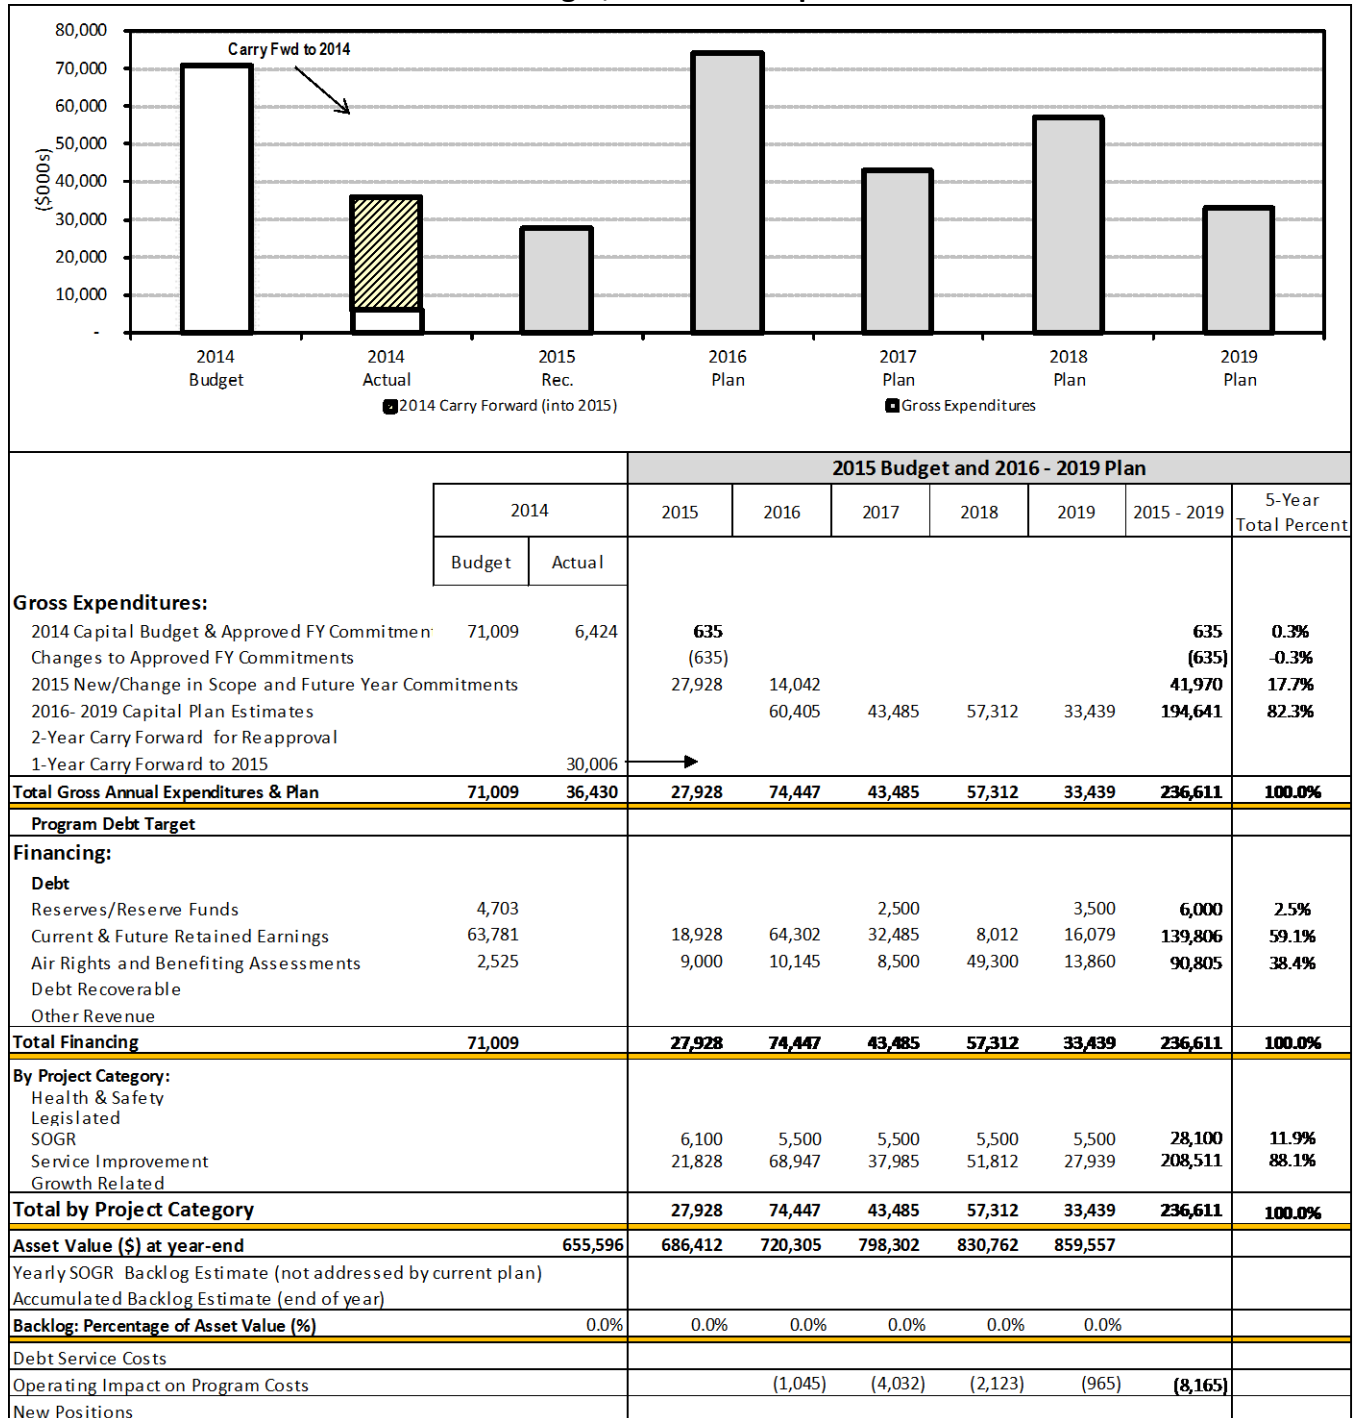 80,000
Carry Fwd to 2014
70,000
60,000
50,000
40,000
30,000
20,000
10,000
-
($000s)
2014 2014 2015 2016 2017 2018 2019
Budget Actual Rec. Plan Plan Plan Plan
2014 Carry Forward (into 2015) Gross Expenditures
2015 Budget and 2016 - 2019 Plan
2014 2015 2016 2017 2018 2019 2015 - 2019 5-Year Total Percent
Budget Actual
Gross Expenditures:
2014 Capital Budget & Approved FY Commitmen 71,009 6,424 635 635 0.3%
Changes to Approved FY Commitments (635) (635) -0.3%
2015 New/Change in Scope and Future Year Commitments 27,928 14,042 41,970 17.7%
2016- 2019 Capital Plan Estimates 60,405 43,485 57,312 33,439 194,641 82.3%
2-Year Carry Forward for Reapproval
1-Year Carry Forward to 2015 30,006
Total Gross Annual Expenditures & Plan 71,009 36,430 27,928 74,447 43,485 57,312 33,439 236,611 100.0%
Program Debt Target
Financing:
Debt
Reserves/Reserve Funds 4,703 2,500 3,500 6,000 2.5%
Current & Future Retained Earnings 63,781 18,928 64,302 32,485 8,012 16,079 139,806 59.1%
Air Rights and Benefiting Assessments 2,525 9,000 10,145 8,500 49,300 13,860 90,805 38.4%
Debt Recoverable
Other Revenue
Total Financing 71,009 27,928 74,447 43,485 57,312 33,439 236,611 100.0%
By Project Category:
Health & Safety
Legislated
SOGR 6,100 5,500 5,500 5,500 5,500 28,100 11.9%
Service Improvement 21,828 68,947 37,985 51,812 27,939 208,511 88.1%
Growth Related
Total by Project Category 27,928 74,447 43,485 57,312 33,439 236,611 100.0%
Asset Value ($) at year-end 655,596 686,412 720,305 798,302 830,762 859,557
Yearly SOGR Backlog Estimate (not addressed by current plan)
Accumulated Backlog Estimate (end of year)
Backlog: Percentage of Asset Value (%) 0.0% 0.0% 0.0% 0.0% 0.0% 0.0%
Debt Service Costs
Operating Impact on Program Costs (1,045) (4,032) (2,123) (965) (8,165)
New Positions